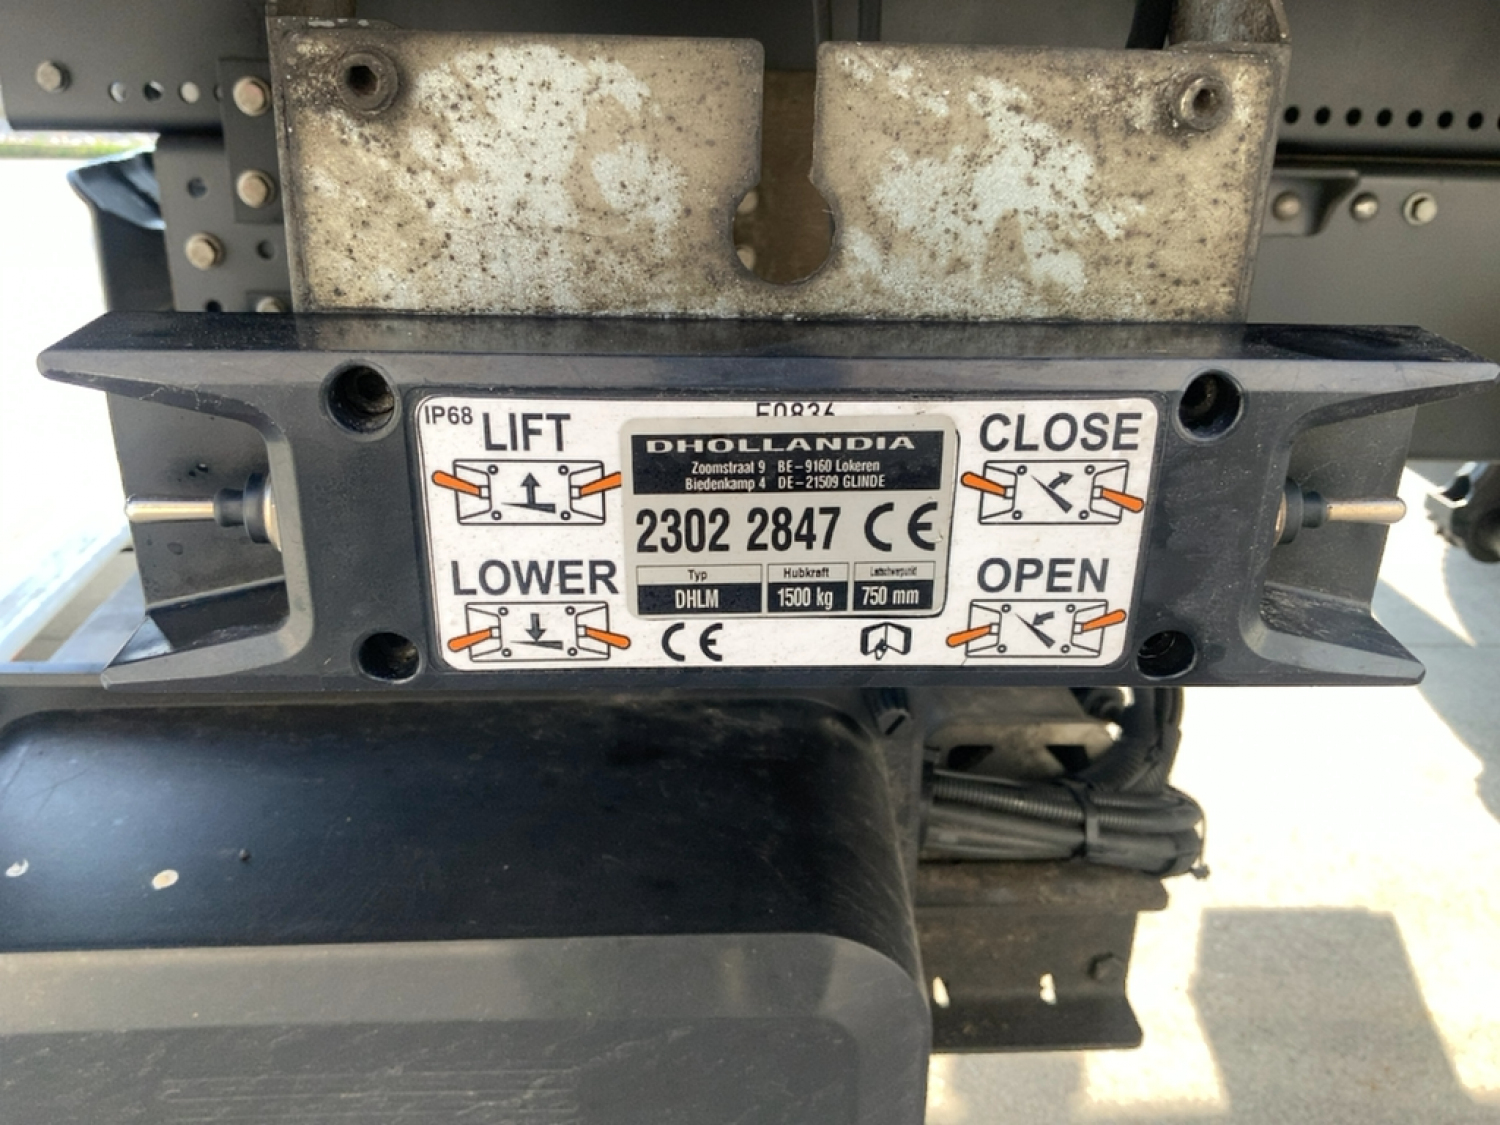 IP68
LIFT
F0836
CLOSE
DHOLLANDIA
Zoomstraat 9 BE-9160 Lokeren
Biedenkamp 4 DE-21509 GLINDE
2302 2847 CE
LOWER
OPEN
Typ Hubkraft
DHLM 1500 kg 750 mm
CE